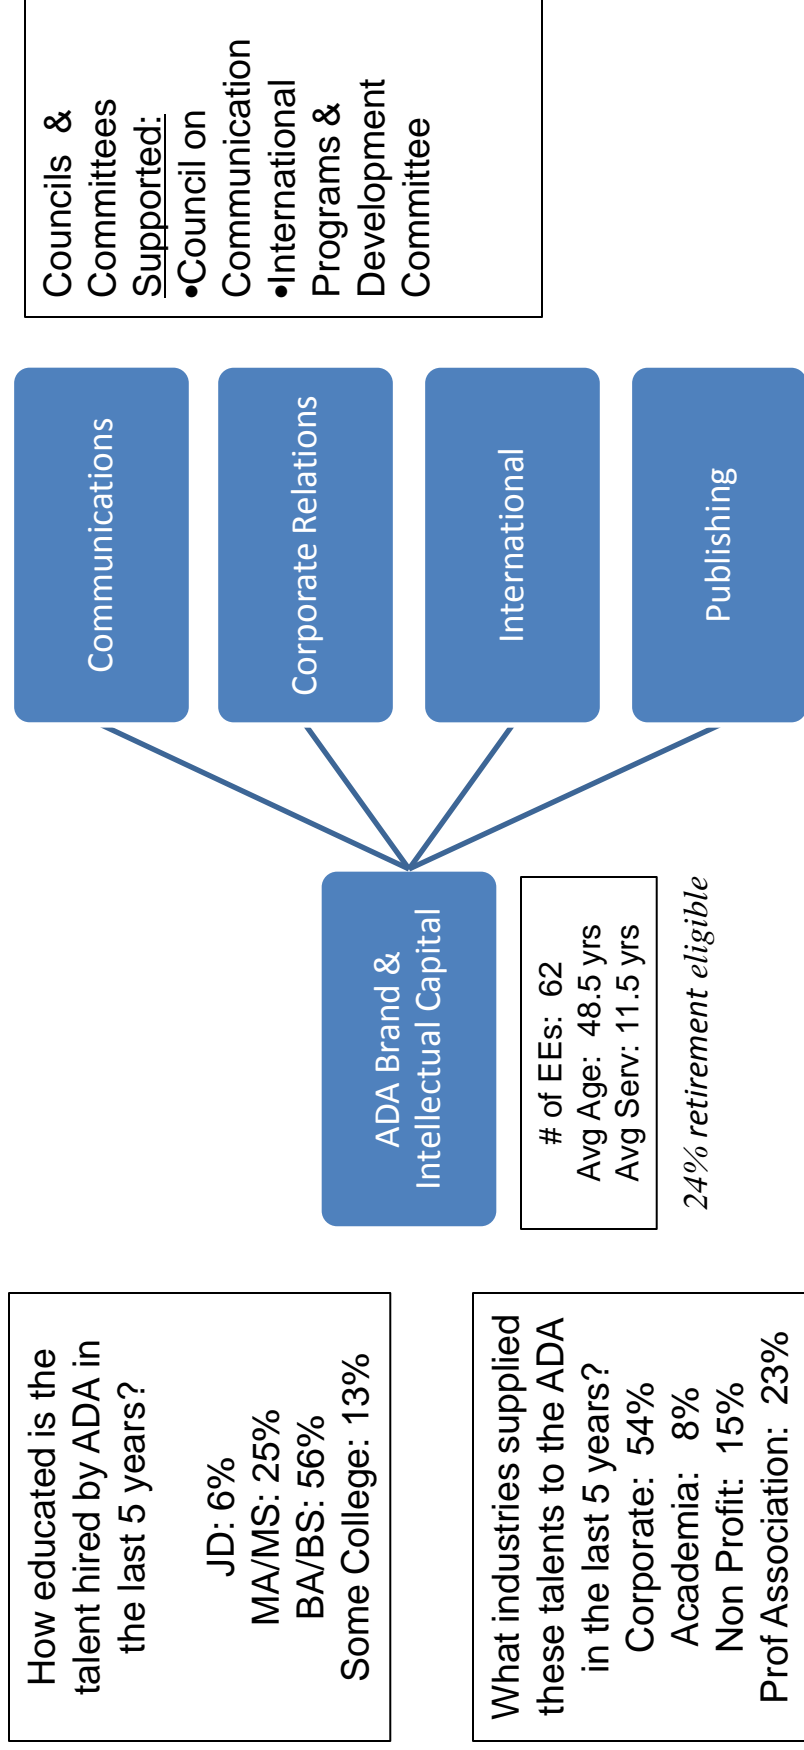 How educated is the
talent hired by ADA in
the last 5 years?
JD: 6%
MA/MS: 25%
BA/BS: 56%
Some College: 13%
What industries supplied
these talents to the ADA
in the last 5 years?
Corporate: 54%
Academia: 8%
Non Profit: 15%
Prof Association: 23%
ADA Brand &
Intellectual Capital
# of EEs: 62
Avg Age: 48.5 yrs
Avg Serv: 11.5 yrs
24% retirement eligible
Communications
Corporate Relations
International
Publishing
Councils &
Committees
Supported:
•Council on
Communication
•International
Programs &
Development
Committee